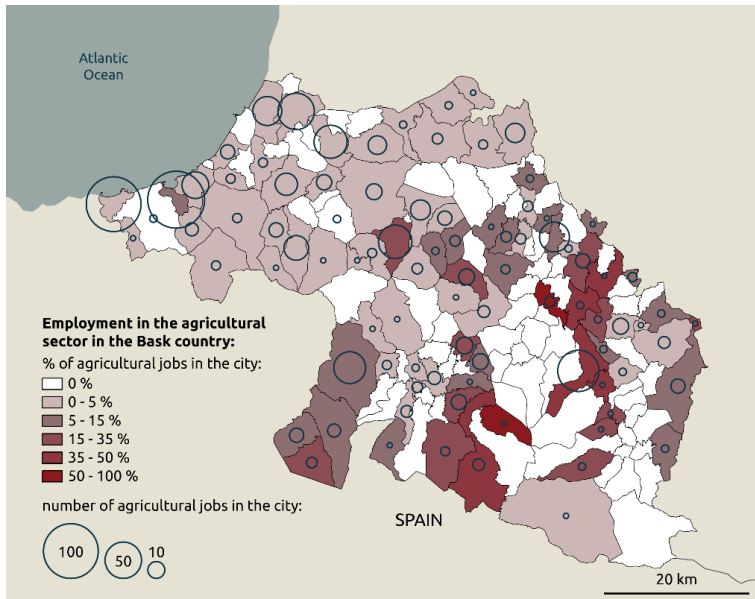 Atlantic
Ocean
Employment in the agricultural
sector in the Bask country:
% of agricultural jobs in the city:
0 %
0 - 5 %
5 - 15 %
15 - 35 %
35 - 50 %
50 - 100 %
number of agricultural jobs in the city:
100
50
10
SPAIN
20 km